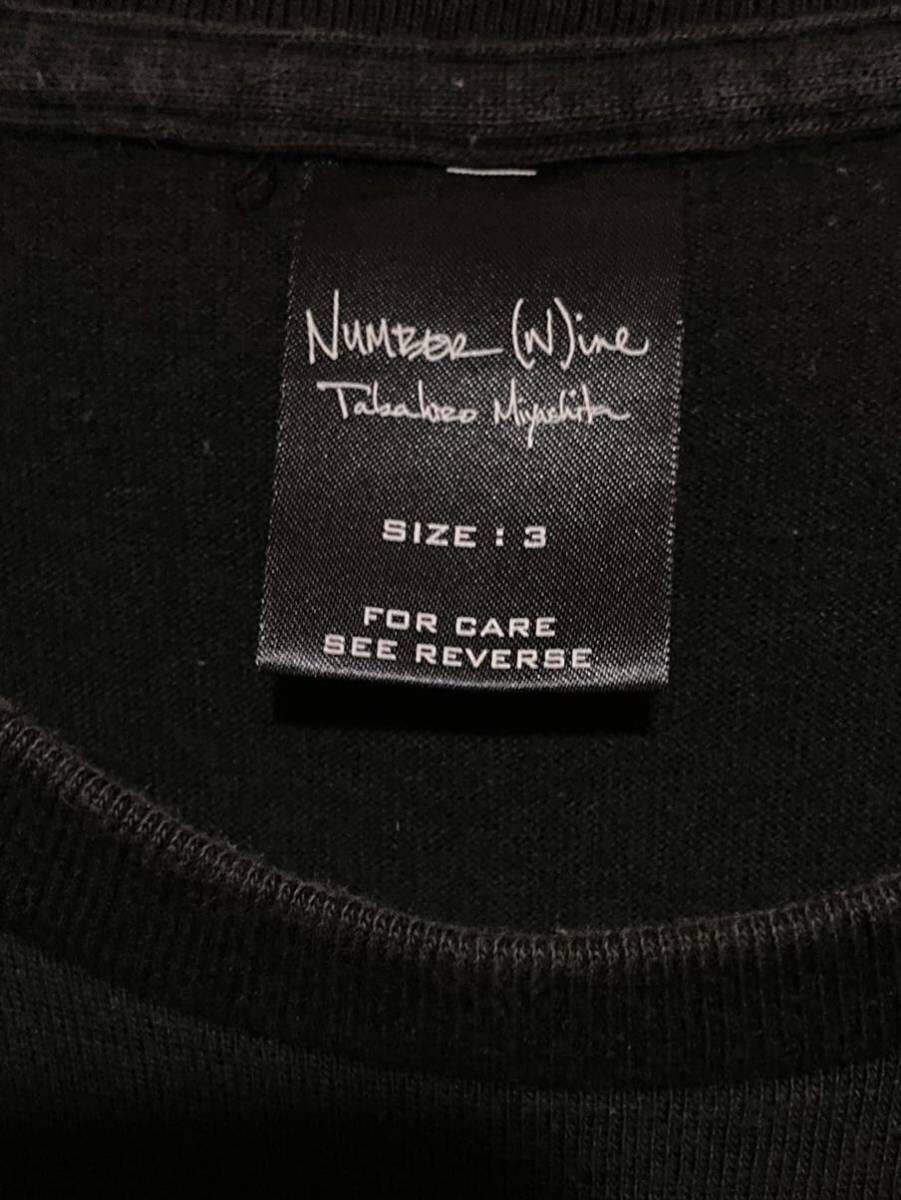 NUMBER (N)ine
Takahiro Miyashita
SIZE : 3
FOR CARE
SEE REVERSE